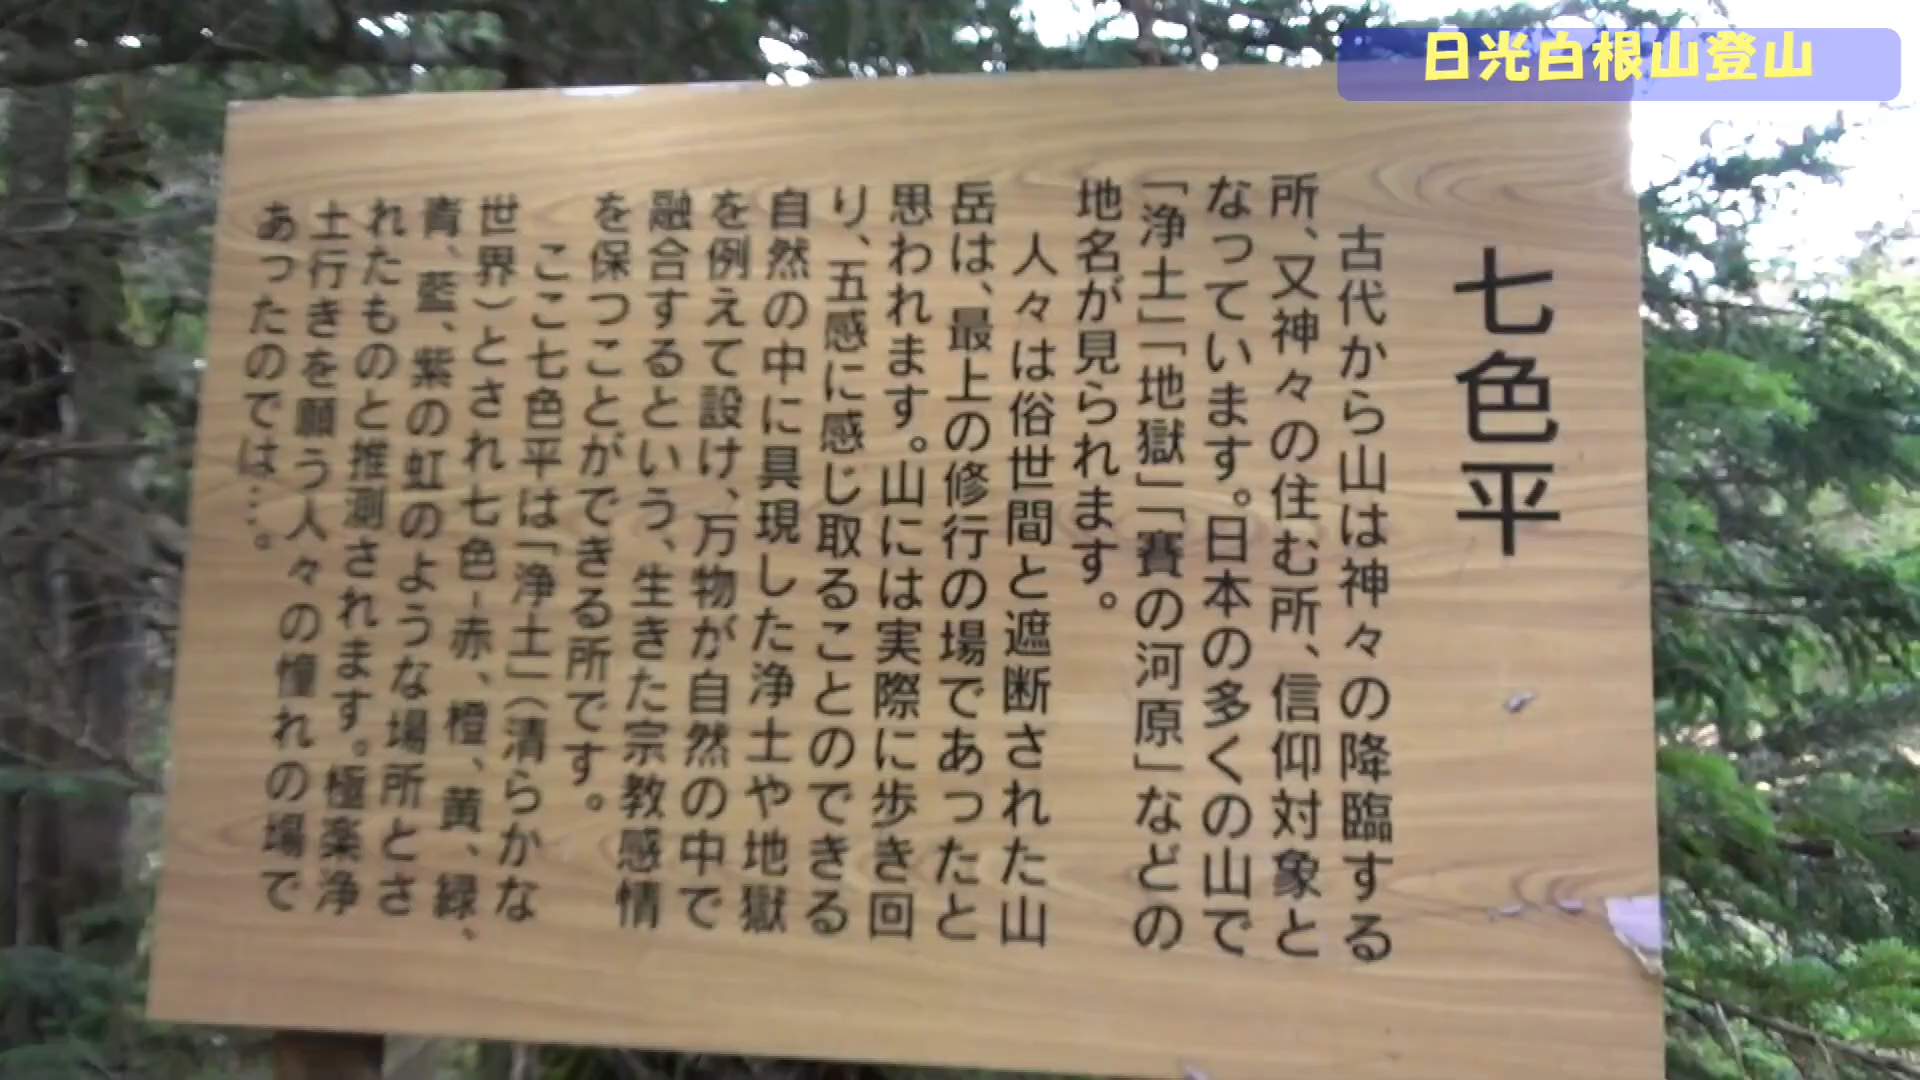 日光白根山登山
七色平
古代から山は神々の降臨する
所、又神々の住む所、信仰対象と
なっています。日本の多くの山で
「浄土」「地獄」「賽の河原」などの
地名が見られます。
人々は俗世間と遮断された山
岳は、最上の修行の場であったと
思われます。山には実際に歩き回
り、五感に感じ取ることのできる
自然の中に具現した浄土や地獄
を例えて設け、万物が自然の中で
融合するという、生きた宗教感情
を保つことができる所です。
ここ七色平は「浄土」（清らかな
世界）とされ七色-赤、橙、黄、緑、
青、藍、紫の虹のような場所とさ
れたものと推測されます。極楽浄
土行きを願う人々の憧れの場で
あったのでは…。